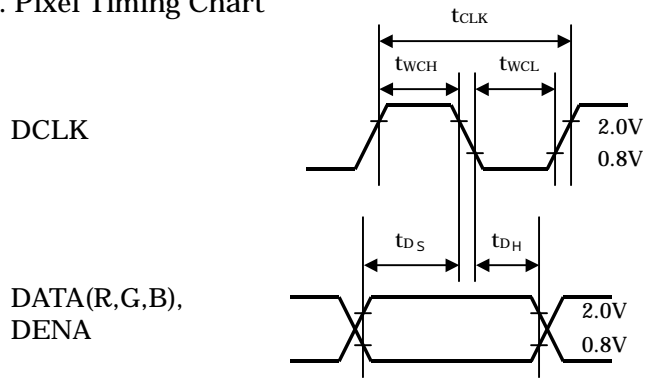 . Pixel Timing Chart
tCLK
tWCH tWCL
DCLK
2.0V
0.8V
tDS tDH
DATA(R,G,B),
DENA
2.0V
0.8V